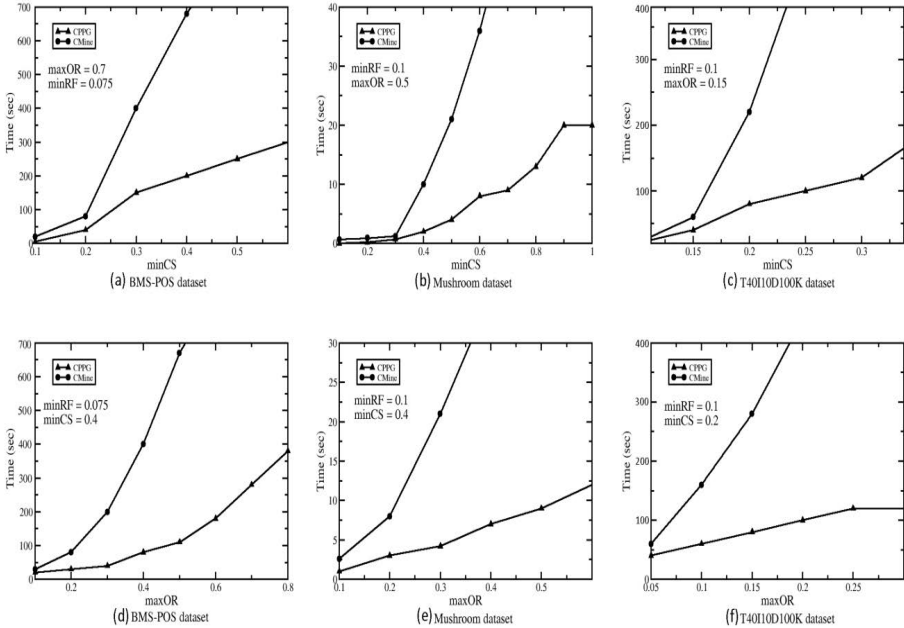 700
600
500
400
300
200
100
0
Time (sec)
CPPG
CMine
maxOR = 0.7
minRF = 0.075
0.1 0.2 0.3 0.4 0.5
minCS
(a) BMS-POS dataset
40
30
20
10
0
Time (sec)
CPPG
CMine
minRF = 0.1
maxOR = 0.5
0.1 0.2 0.3 0.4 0.5 0.6 0.7 0.8 0.9 1
minCS
(b) Mushroom dataset
300
200
100
Time (sec)
CPPG
CMine
minRF = 0.1
maxOR = 0.15
0.15 0.2 0.25 0.3
minCS
(c) T40I10D100K dataset
700
600
500
400
300
200
100
0
Time (sec)
CPPG
CMine
minRF = 0.075
minCS = 0.4
0.2 0.3 0.4 0.5 0.6 0.7 0.8
maxOR
(d) BMS-POS dataset
30
25
20
15
10
5
0
Time (sec)
CPPG
CMine
minRF = 0.1
minCS = 0.4
0.1 0.2 0.3 0.4 0.5
maxOR
(e) Mushroom dataset
400
300
200
100
0
Time (sec)
CPPG
CMine
minRF = 0.1
minCS = 0.2
0.05 0.1 0.15 0.2 0.25
maxOR
(f) T40I10D100K dataset